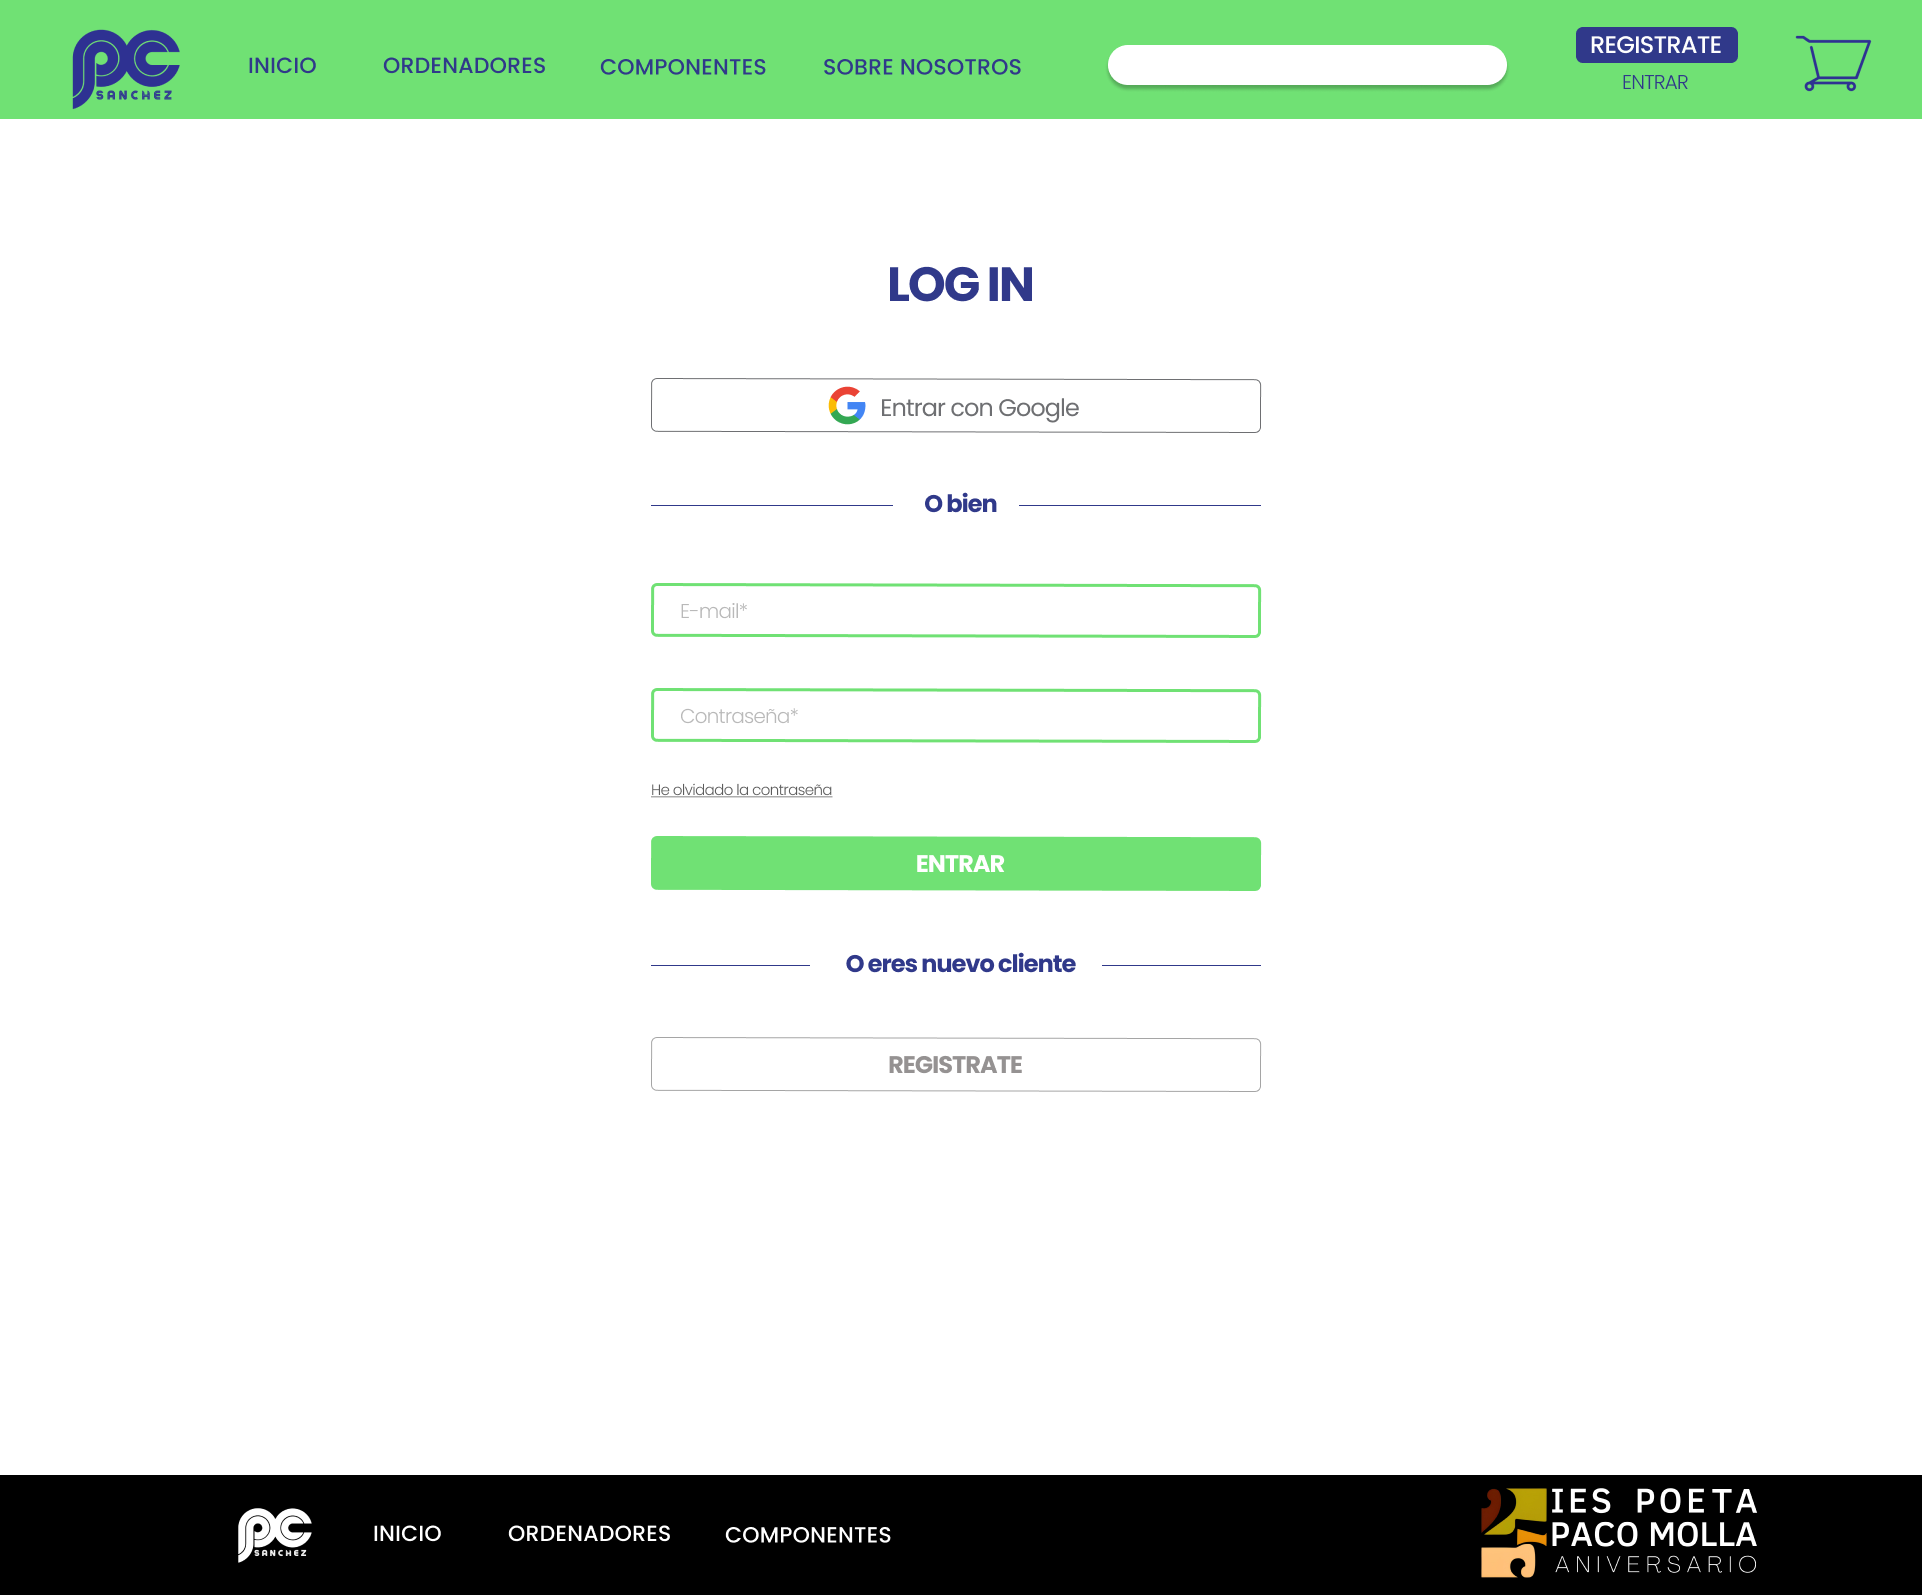 PC
SANCHEZ
INICIO
ORDENADORES
COMPONENTES
SOBRE NOSOTROS
REGISTRATE
ENTRAR
LOG IN
Entrar con Google
O bien
E-mail*
Contraseña*
He olvidado la contraseña
ENTRAR
O eres nuevo cliente
REGISTRATE
PC
SANCHEZ
INICIO
ORDENADORES
COMPONENTES
25
IES POETA
PACO MOLLA
ANIVERSARIO